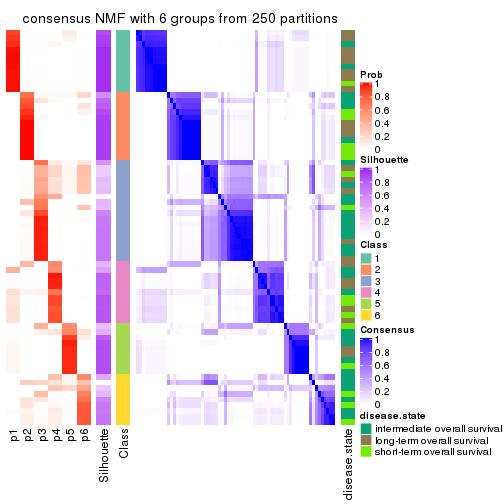 consensus NMF with 6 groups from 250 partitions
Prob
1
0.8
0.6
0.4
0.2
0
Silhouette
1
0.8
0.6
0.4
0.2
0
Class
1
2
3
4
5
6
Consensus
1
0.8
0.6
0.4
0.2
0
disease.state
intermediate overall survival
long-term overall survival
short-term overall survival
p1
p2
p3
p4
p5
p6
Silhouette
Class
disease.state